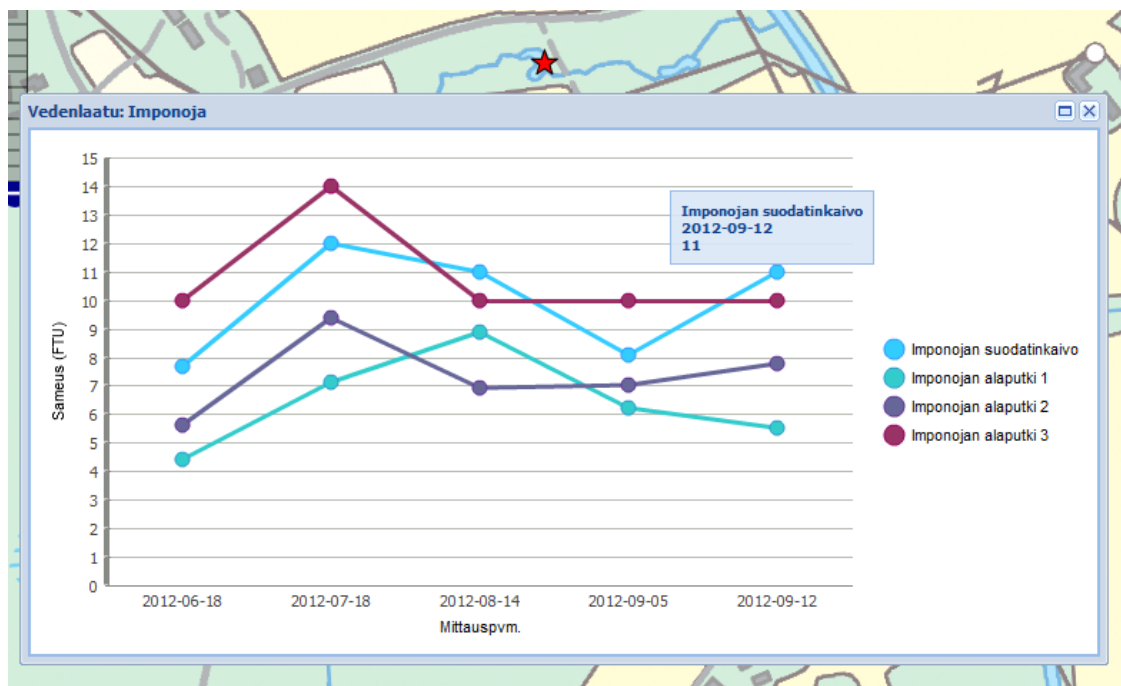 Vedenlaatu: Imponoja
15
14
13
12
11
10
9
8
7
6
5
4
3
2
1
0
Sameus (FTU)
Imponojan suodatinkaivo
2012-09-12
11
Imponojan suodatinkaivo
Imponojan alaputki 1
Imponojan alaputki 2
Imponojan alaputki 3
2012-06-18
2012-07-18
2012-08-14
2012-09-05
2012-09-12
Mittauspvm.